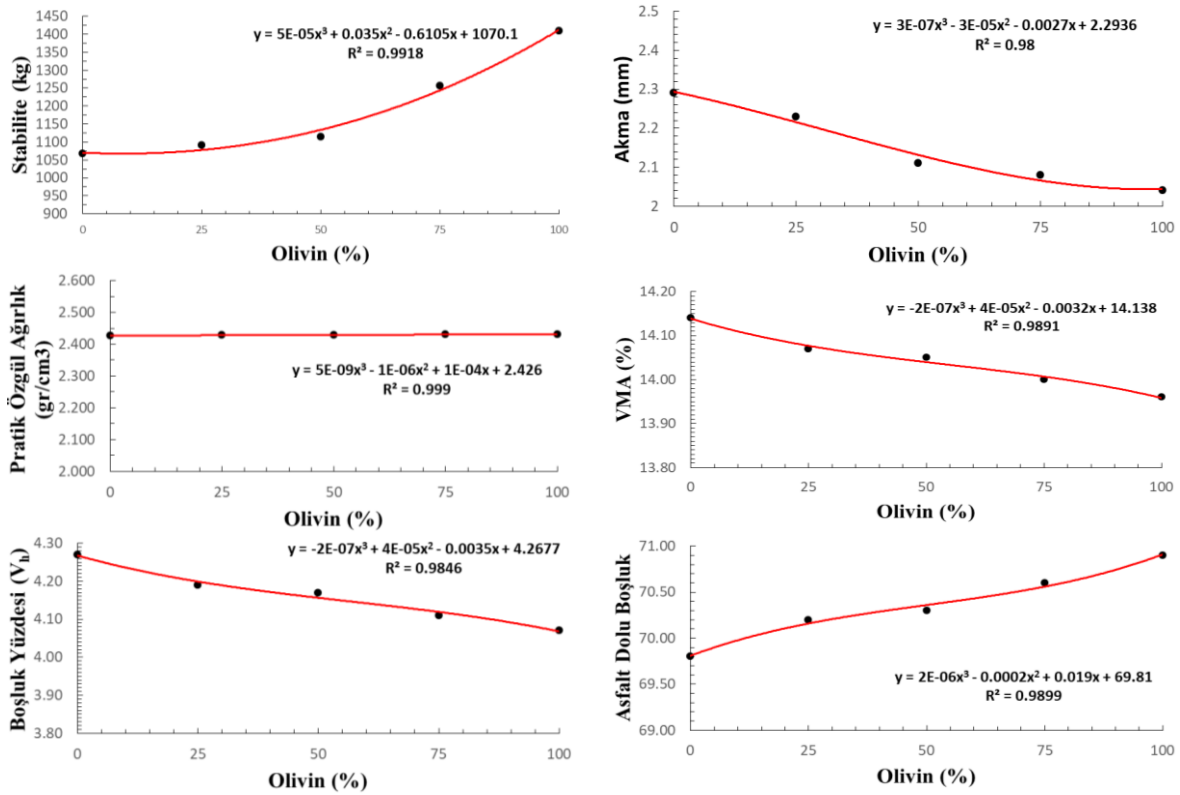 1450
1400
1350
1300
1250
1200
1150
1100
1050
1000
950
900
Stabilite (kg)
y = 5E-05x³ + 0.035x² - 0.6105x + 1070.1
R² = 0.9918
0 25 50 75 100
Olivin (%)
2.5
2.4
2.3
2.2
2.1
2
Akma (mm)
y = 3E-07x³ - 3E-05x² - 0.0027x + 2.2936
R² = 0.98
0 25 50 75 100
Olivin (%)
2.600
2.500
2.400
2.300
2.200
2.100
2.000
Pratik Özgül Ağırlık
(gr/cm3)
y = 5E-09x³ - 1E-06x² + 1E-04x + 2.426
R² = 0.999
0 25 50 75 100
Olivin (%)
14.20
14.10
14.00
13.90
13.80
VMA (%)
y = -2E-07x³ + 4E-05x² - 0.0032x + 14.138
R² = 0.9891
0 25 50 75 100
Olivin (%)
4.30
4.20
4.10
4.00
3.90
3.80
Boşluk Yüzdesi (Vh)
y = -2E-07x³ + 4E-05x² - 0.0035x + 4.2677
R² = 0.9846
0 25 50 75 100
Olivin (%)
71.00
70.50
70.00
69.50
69.00
Asfalt Dolu Boşluk
y = 2E-06x³ - 0.0002x² + 0.019x + 69.81
R² = 0.9899
0 25 50 75 100
Olivin (%)